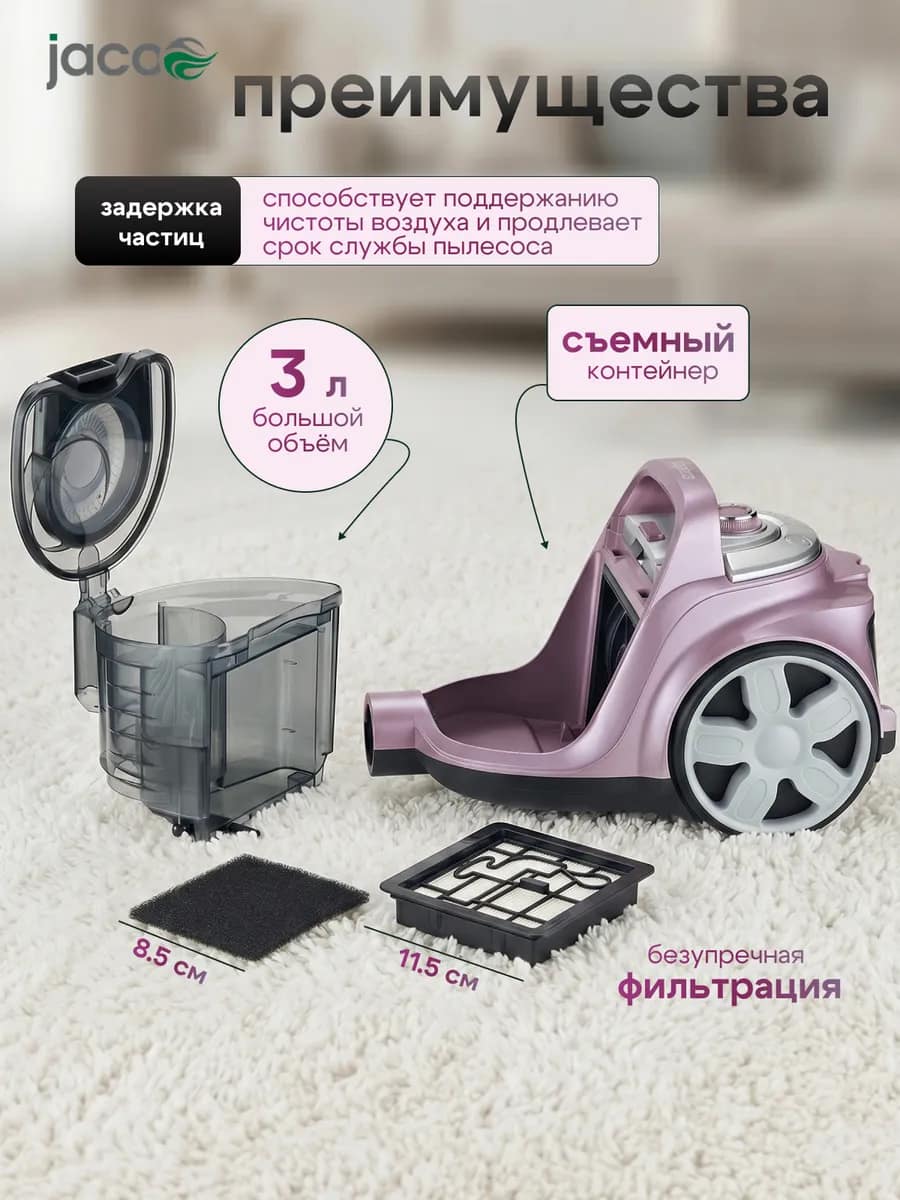 jacoo
преимущества
задержка
частиц
способствует поддержанию
чистоты воздуха и продлевает
срок службы пылесоса
3 л
большой
объём
съемный
контейнер
8.5 см
11.5 см
безупречная
фильтрация